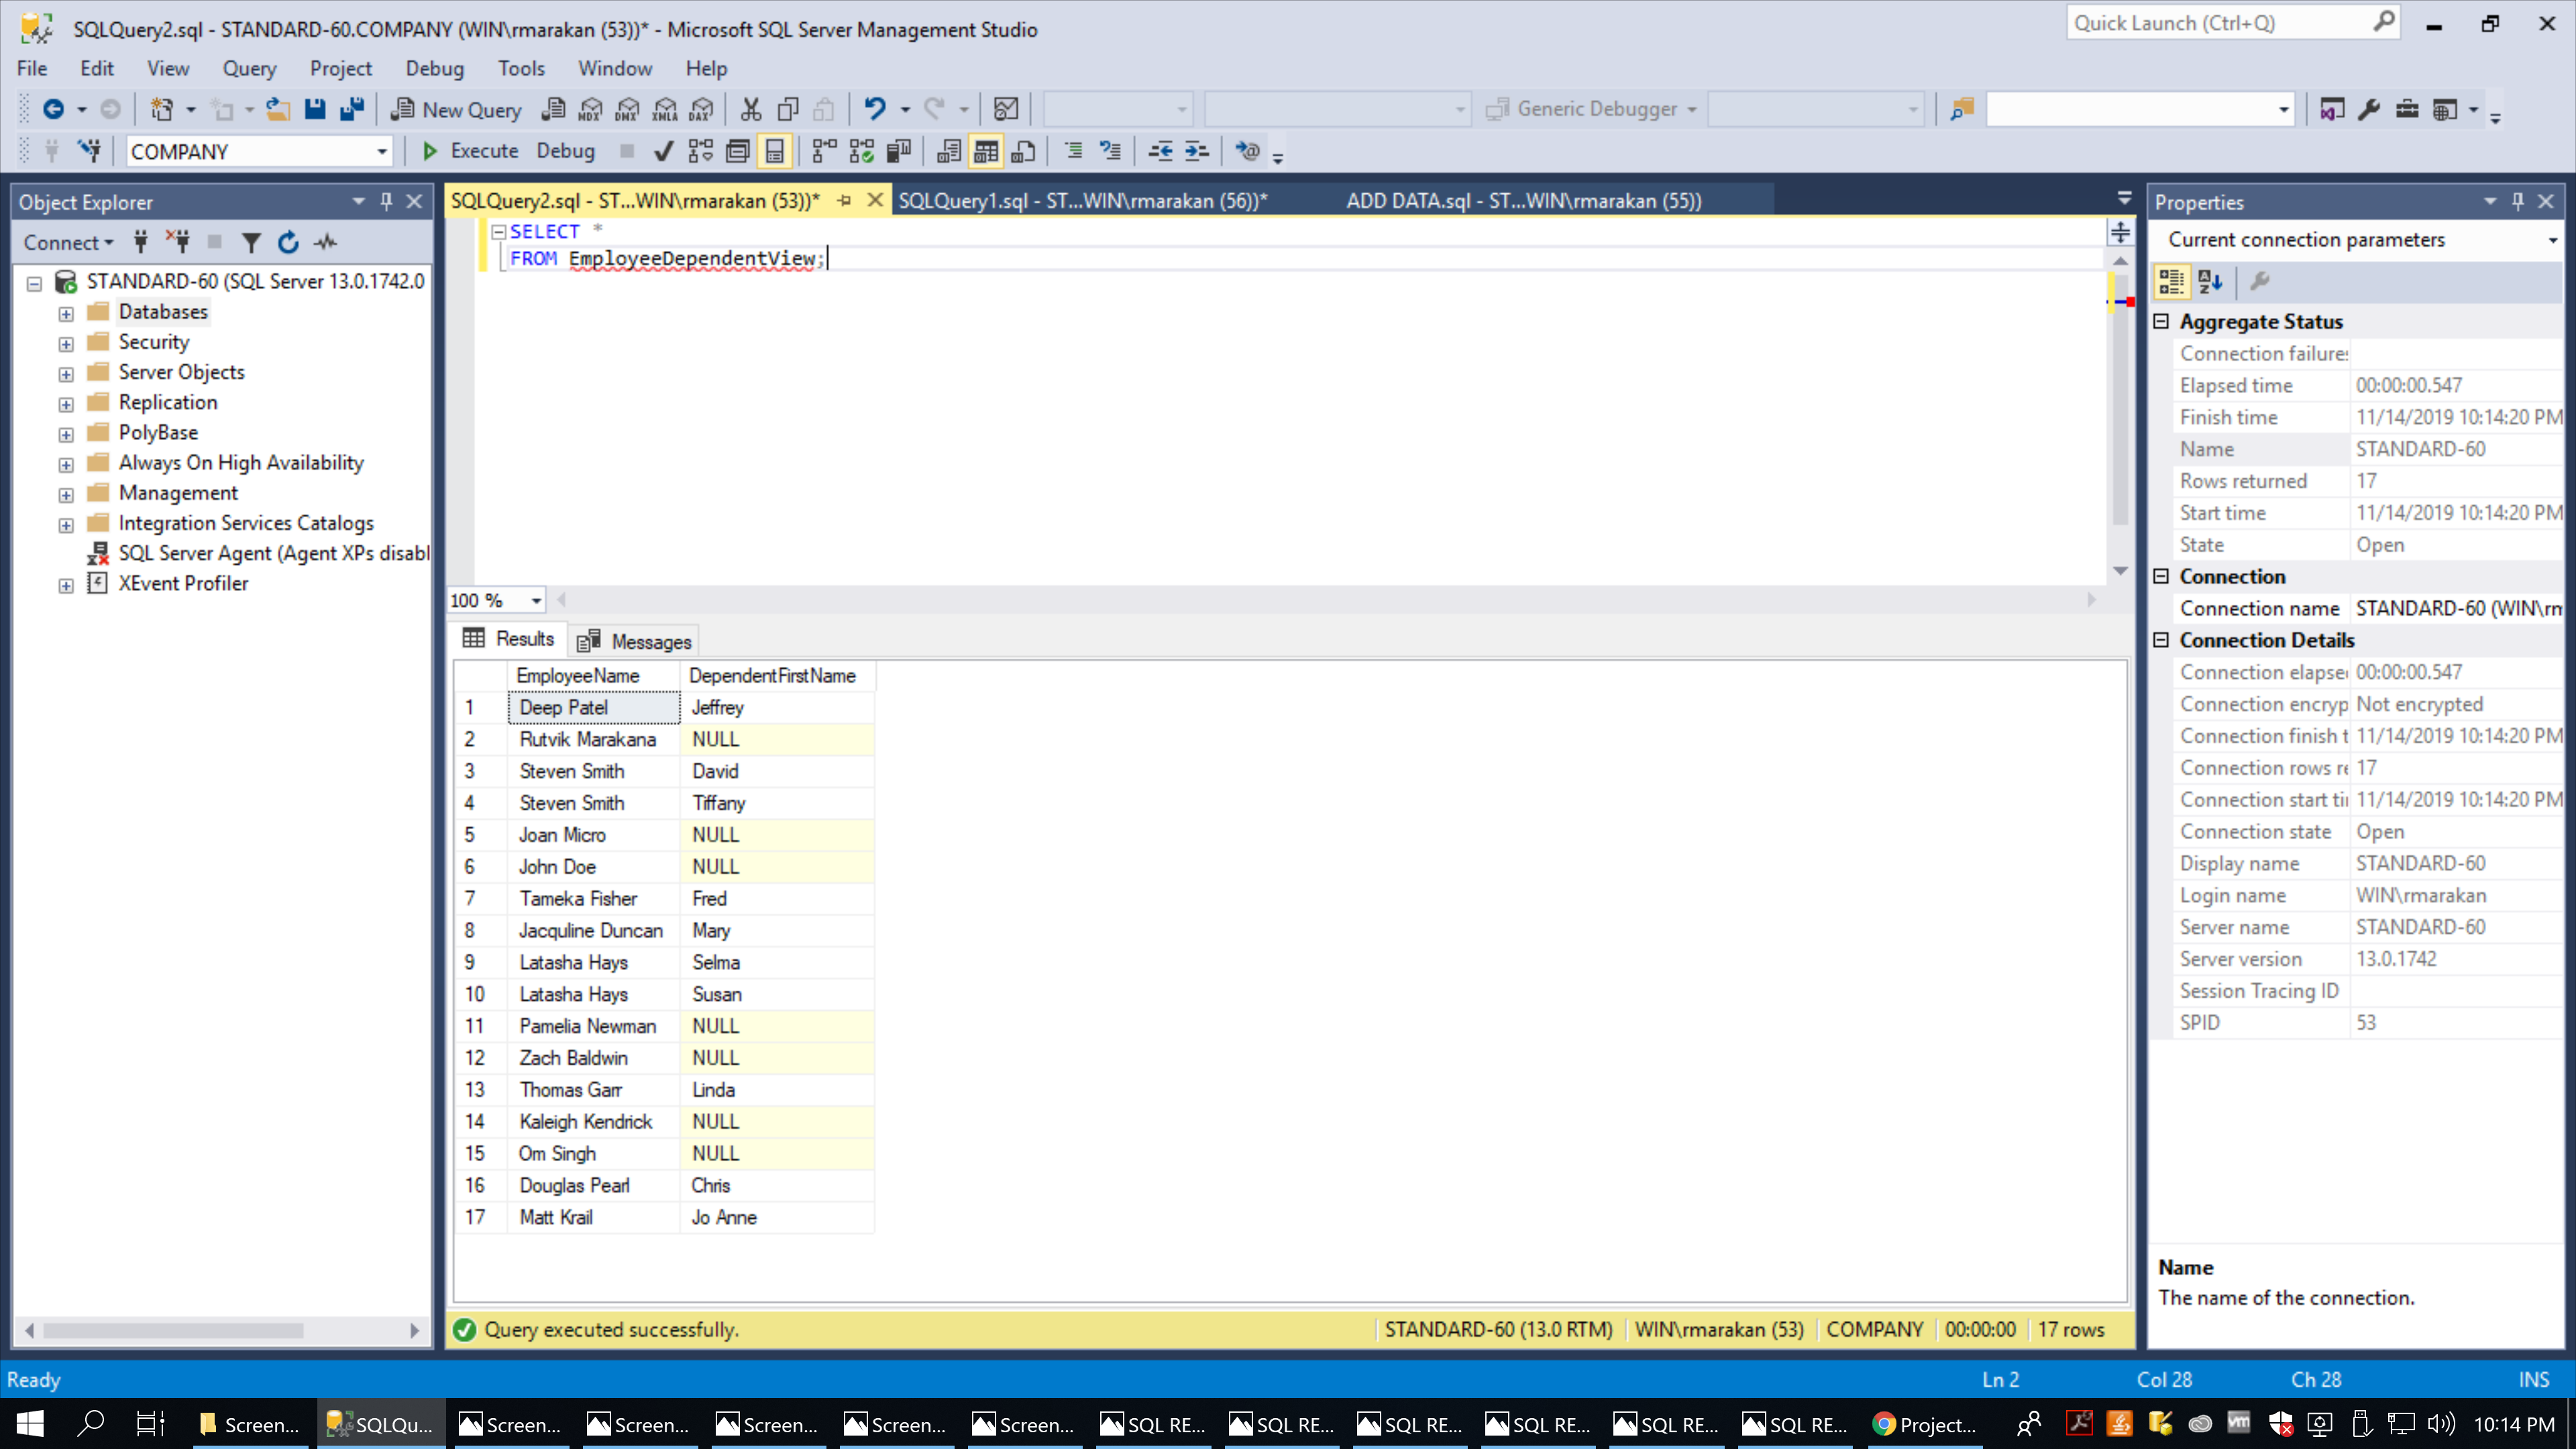 SQLQuery2.sql - STANDARD-60.COMPANY (WIN\rmarakan (53))* - Microsoft SQL Server Management Studio
Quick Launch (Ctrl+Q)
File Edit View Query Project Debug Tools Window Help
New Query MDX DMX XMLA DAX Generic Debugger
COMPANY Execute Debug
Object Explorer
Connect
STANDARD-60 (SQL Server 13.0.1742.0
Databases
Security
Server Objects
Replication
PolyBase
Always On High Availability
Management
Integration Services Catalogs
SQL Server Agent (Agent XPs disabl
XEvent Profiler
SQLQuery2.sql - ST...WIN\rmarakan (53))* SQLQuery1.sql - ST...WIN\rmarakan (56))* ADD DATA.sql - ST...WIN\rmarakan (55))
SELECT *
FROM EmployeeDependentView;
100 %
Results Messages
EmployeeName DependentFirstName
1 Deep Patel Jeffrey
2 Rutvik Marakana NULL
3 Steven Smith David
4 Steven Smith Tiffany
5 Joan Micro NULL
6 John Doe NULL
7 Tameka Fisher Fred
8 Jacquline Duncan Mary
9 Latasha Hays Selma
10 Latasha Hays Susan
11 Pamelia Newman NULL
12 Zach Baldwin NULL
13 Thomas Garr Linda
14 Kaleigh Kendrick NULL
15 Om Singh NULL
16 Douglas Pearl Chris
17 Matt Krail Jo Anne
Query executed successfully. STANDARD-60 (13.0 RTM) WIN\rmarakan (53) COMPANY 00:00:00 17 rows
Properties
Current connection parameters
Aggregate Status
Connection failures
Elapsed time 00:00:00.547
Finish time 11/14/2019 10:14:20 PM
Name STANDARD-60
Rows returned 17
Start time 11/14/2019 10:14:20 PM
State Open
Connection
Connection name STANDARD-60 (WIN\rm
Connection Details
Connection elapse 00:00:00.547
Connection encryp Not encrypted
Connection finish t 11/14/2019 10:14:20 PM
Connection rows re 17
Connection start tir 11/14/2019 10:14:20 PM
Connection state Open
Display name STANDARD-60
Login name WIN\rmarakan
Server name STANDARD-60
Server version 13.0.1742
Session Tracing ID
SPID 53
Name
The name of the connection.
Ready Ln 2 Col 28 Ch 28 INS
Screen... SQLQu... Screen... Screen... Screen... Screen... Screen... SQL RE... SQL RE... SQL RE... SQL RE... SQL RE... SQL RE... Project... vm 10:14 PM